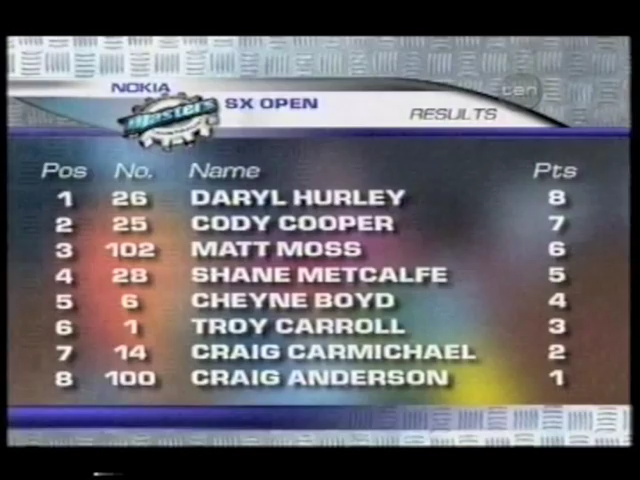 NOKIA
Masters
SX OPEN
ten
RESULTS
Pos No. Name Pts
1 26 DARYL HURLEY 8
2 25 CODY COOPER 7
3 102 MATT MOSS 6
4 28 SHANE METCALFE 5
5 6 CHEYNE BOYD 4
6 1 TROY CARROLL 3
7 14 CRAIG CARMICHAEL 2
8 100 CRAIG ANDERSON 1